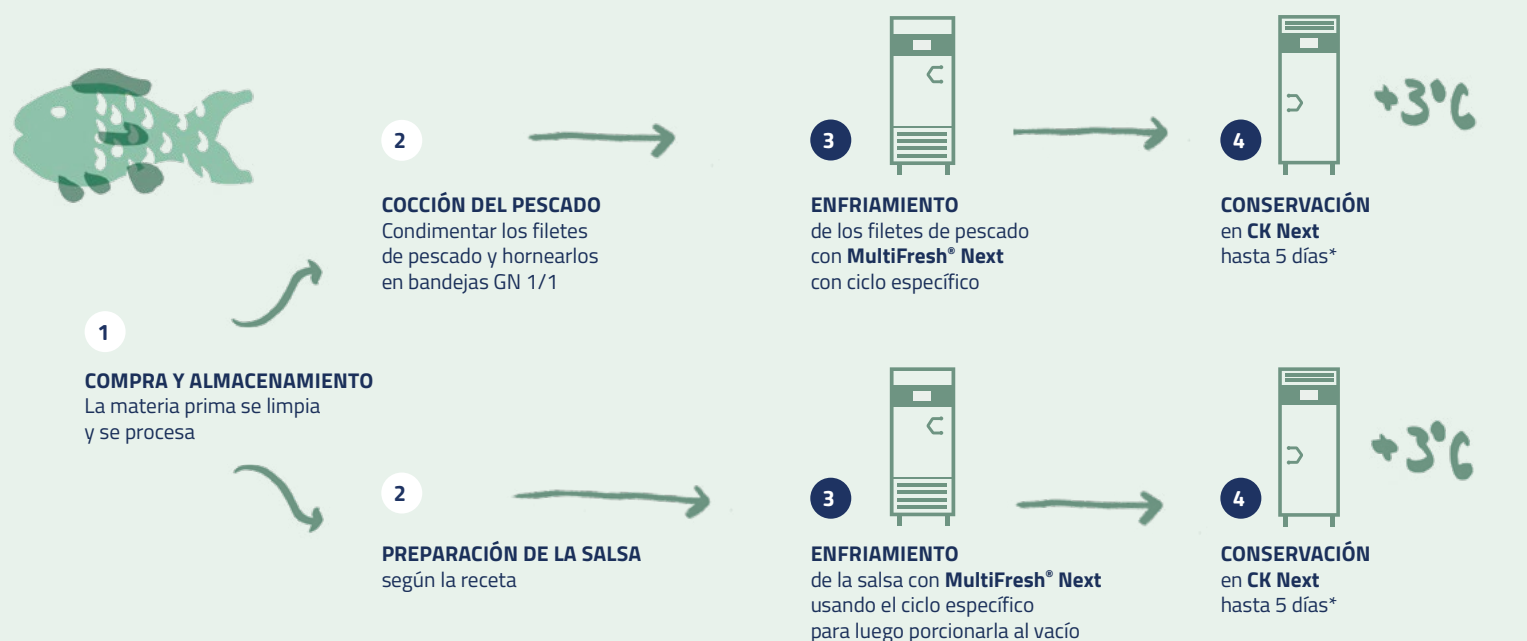 1
COMPRA Y ALMACENAMIENTO
La materia prima se limpia
y se procesa
2
COCCIÓN DEL PESCADO
Condimentar los filetes
de pescado y hornearlos
en bandejas GN 1/1
3
ENFRIAMIENTO
de los filetes de pescado
con MultiFresh® Next
con ciclo específico
4
+3°C
CONSERVACIÓN
en CK Next
hasta 5 días*
2
PREPARACIÓN DE LA SALSA
según la receta
3
ENFRIAMIENTO
de la salsa con MultiFresh® Next
usando el ciclo específico
para luego porcionarla al vacío
4
+3°C
CONSERVACIÓN
en CK Next
hasta 5 días*